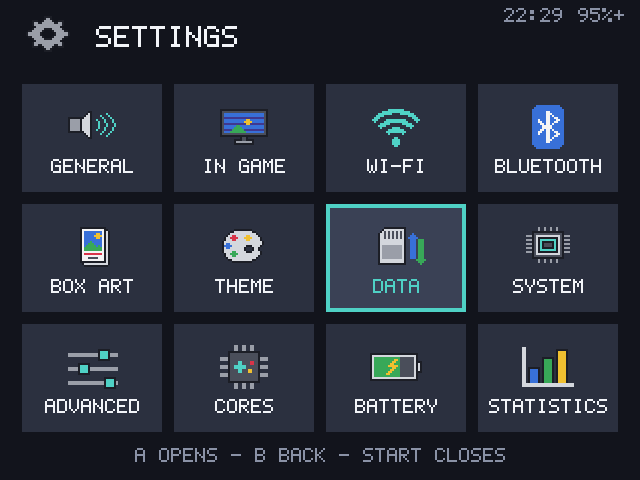 22:29 95%+
SETTINGS
GENERAL
IN GAME
WI-FI
BLUETOOTH
BOX ART
THEME
DATA
SYSTEM
ADVANCED
CORES
BATTERY
STATISTICS
A OPENS - B BACK - START CLOSES